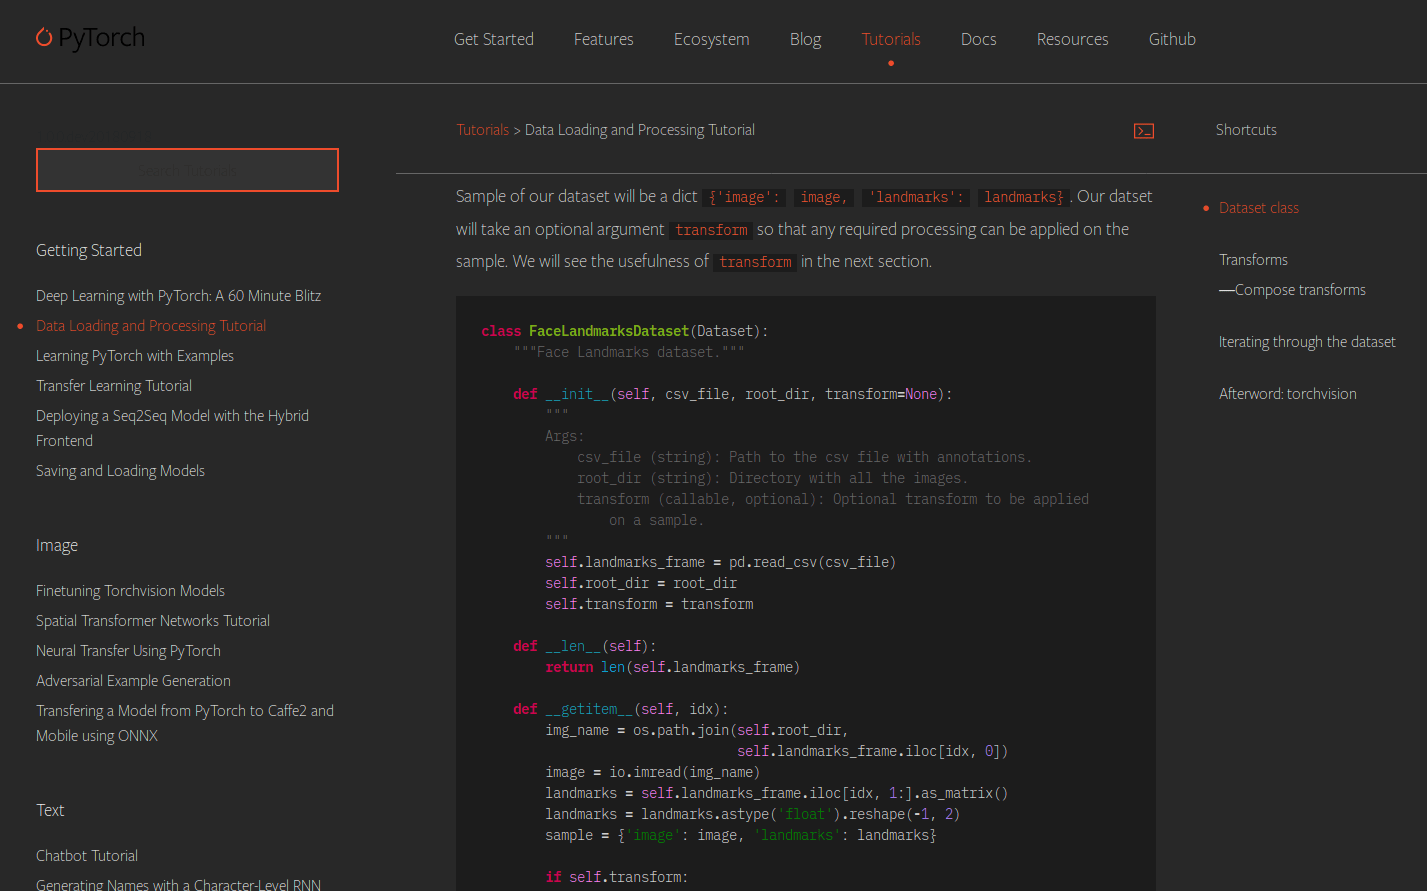 PyTorch
Get Started Features Ecosystem Blog Tutorials Docs Resources Github
Search Tutorials
Getting Started
Deep Learning with PyTorch: A 60 Minute Blitz
Data Loading and Processing Tutorial
Learning PyTorch with Examples
Transfer Learning Tutorial
Deploying a Seq2Seq Model with the Hybrid
Frontend
Saving and Loading Models
Image
Finetuning Torchvision Models
Spatial Transformer Networks Tutorial
Neural Transfer Using PyTorch
Adversarial Example Generation
Transfering a Model from PyTorch to Caffe2 and
Mobile using ONNX
Text
Chatbot Tutorial
Generating Names with a Character-Level RNN
Tutorials > Data Loading and Processing Tutorial
Sample of our dataset will be a dict {'image': image, 'landmarks': landmarks}. Our datset
will take an optional argument transform so that any required processing can be applied on the
sample. We will see the usefulness of transform in the next section.
class FaceLandmarksDataset(Dataset):
    """Face Landmarks dataset."""
    def __init__(self, csv_file, root_dir, transform=None):
        """
        Args:
            csv_file (string): Path to the csv file with annotations.
            root_dir (string): Directory with all the images.
            transform (callable, optional): Optional transform to be applied
                on a sample.
        """
        self.landmarks_frame = pd.read_csv(csv_file)
        self.root_dir = root_dir
        self.transform = transform
    def __len__(self):
        return len(self.landmarks_frame)
    def __getitem__(self, idx):
        img_name = os.path.join(self.root_dir,
                                self.landmarks_frame.iloc[idx, 0])
        image = io.imread(img_name)
        landmarks = self.landmarks_frame.iloc[idx, 1:].as_matrix()
        landmarks = landmarks.astype('float').reshape(-1, 2)
        sample = {'image': image, 'landmarks': landmarks}
        if self.transform:
Shortcuts
Dataset class
Transforms
—Compose transforms
Iterating through the dataset
Afterword: torchvision